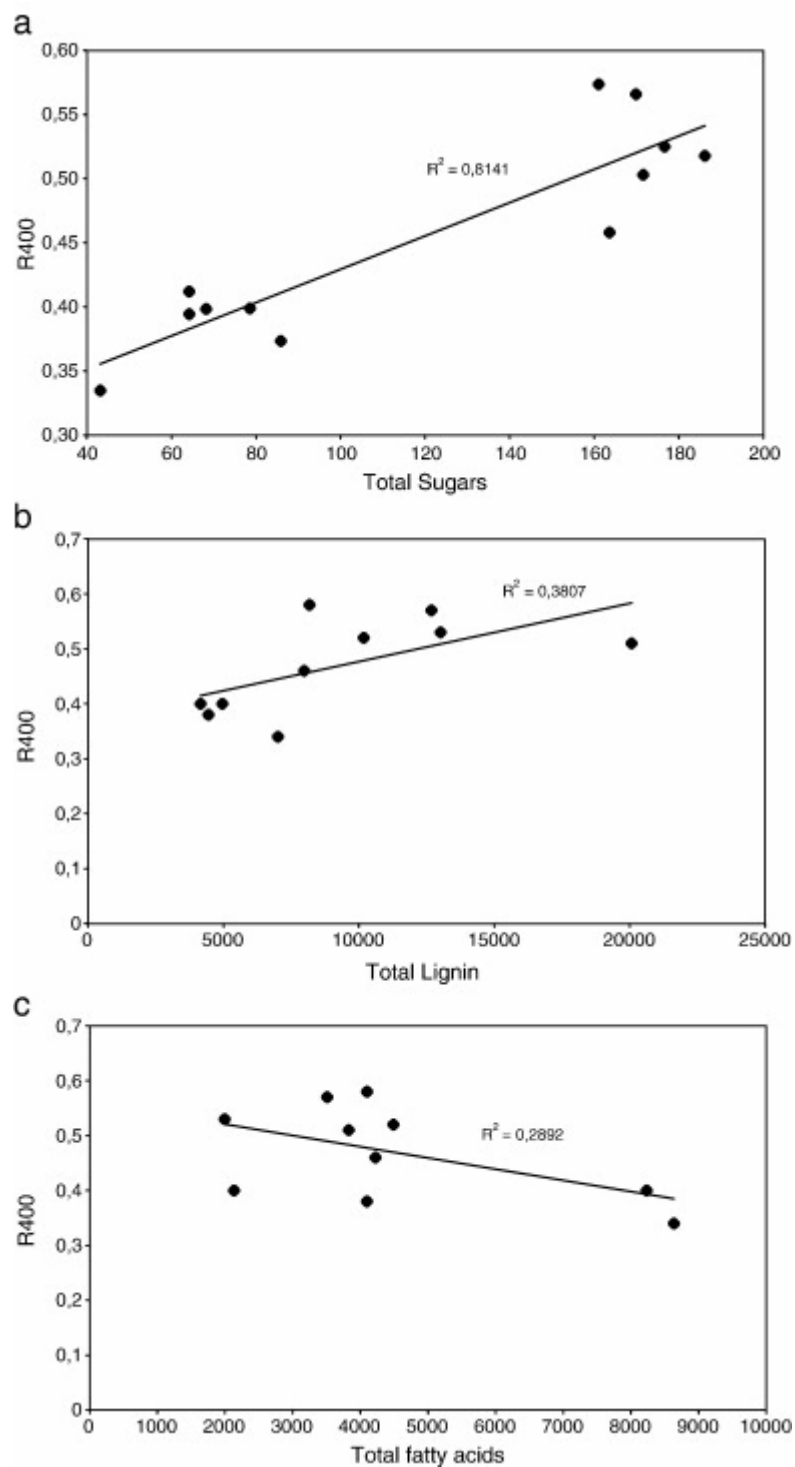 a
0,60
0,55
0,50
0,45
0,40
0,35
0,30
R400
R² = 0,8141
40 60 80 100 120 140 160 180 200
Total Sugars
b
0,7
0,6
0,5
0,4
0,3
0,2
0,1
0
R400
R² = 0,3807
0 5000 10000 15000 20000 25000
Total Lignin
c
0,7
0,6
0,5
0,4
0,3
0,2
0,1
0
R400
R² = 0,2892
0 1000 2000 3000 4000 5000 6000 7000 8000 9000 10000
Total fatty acids